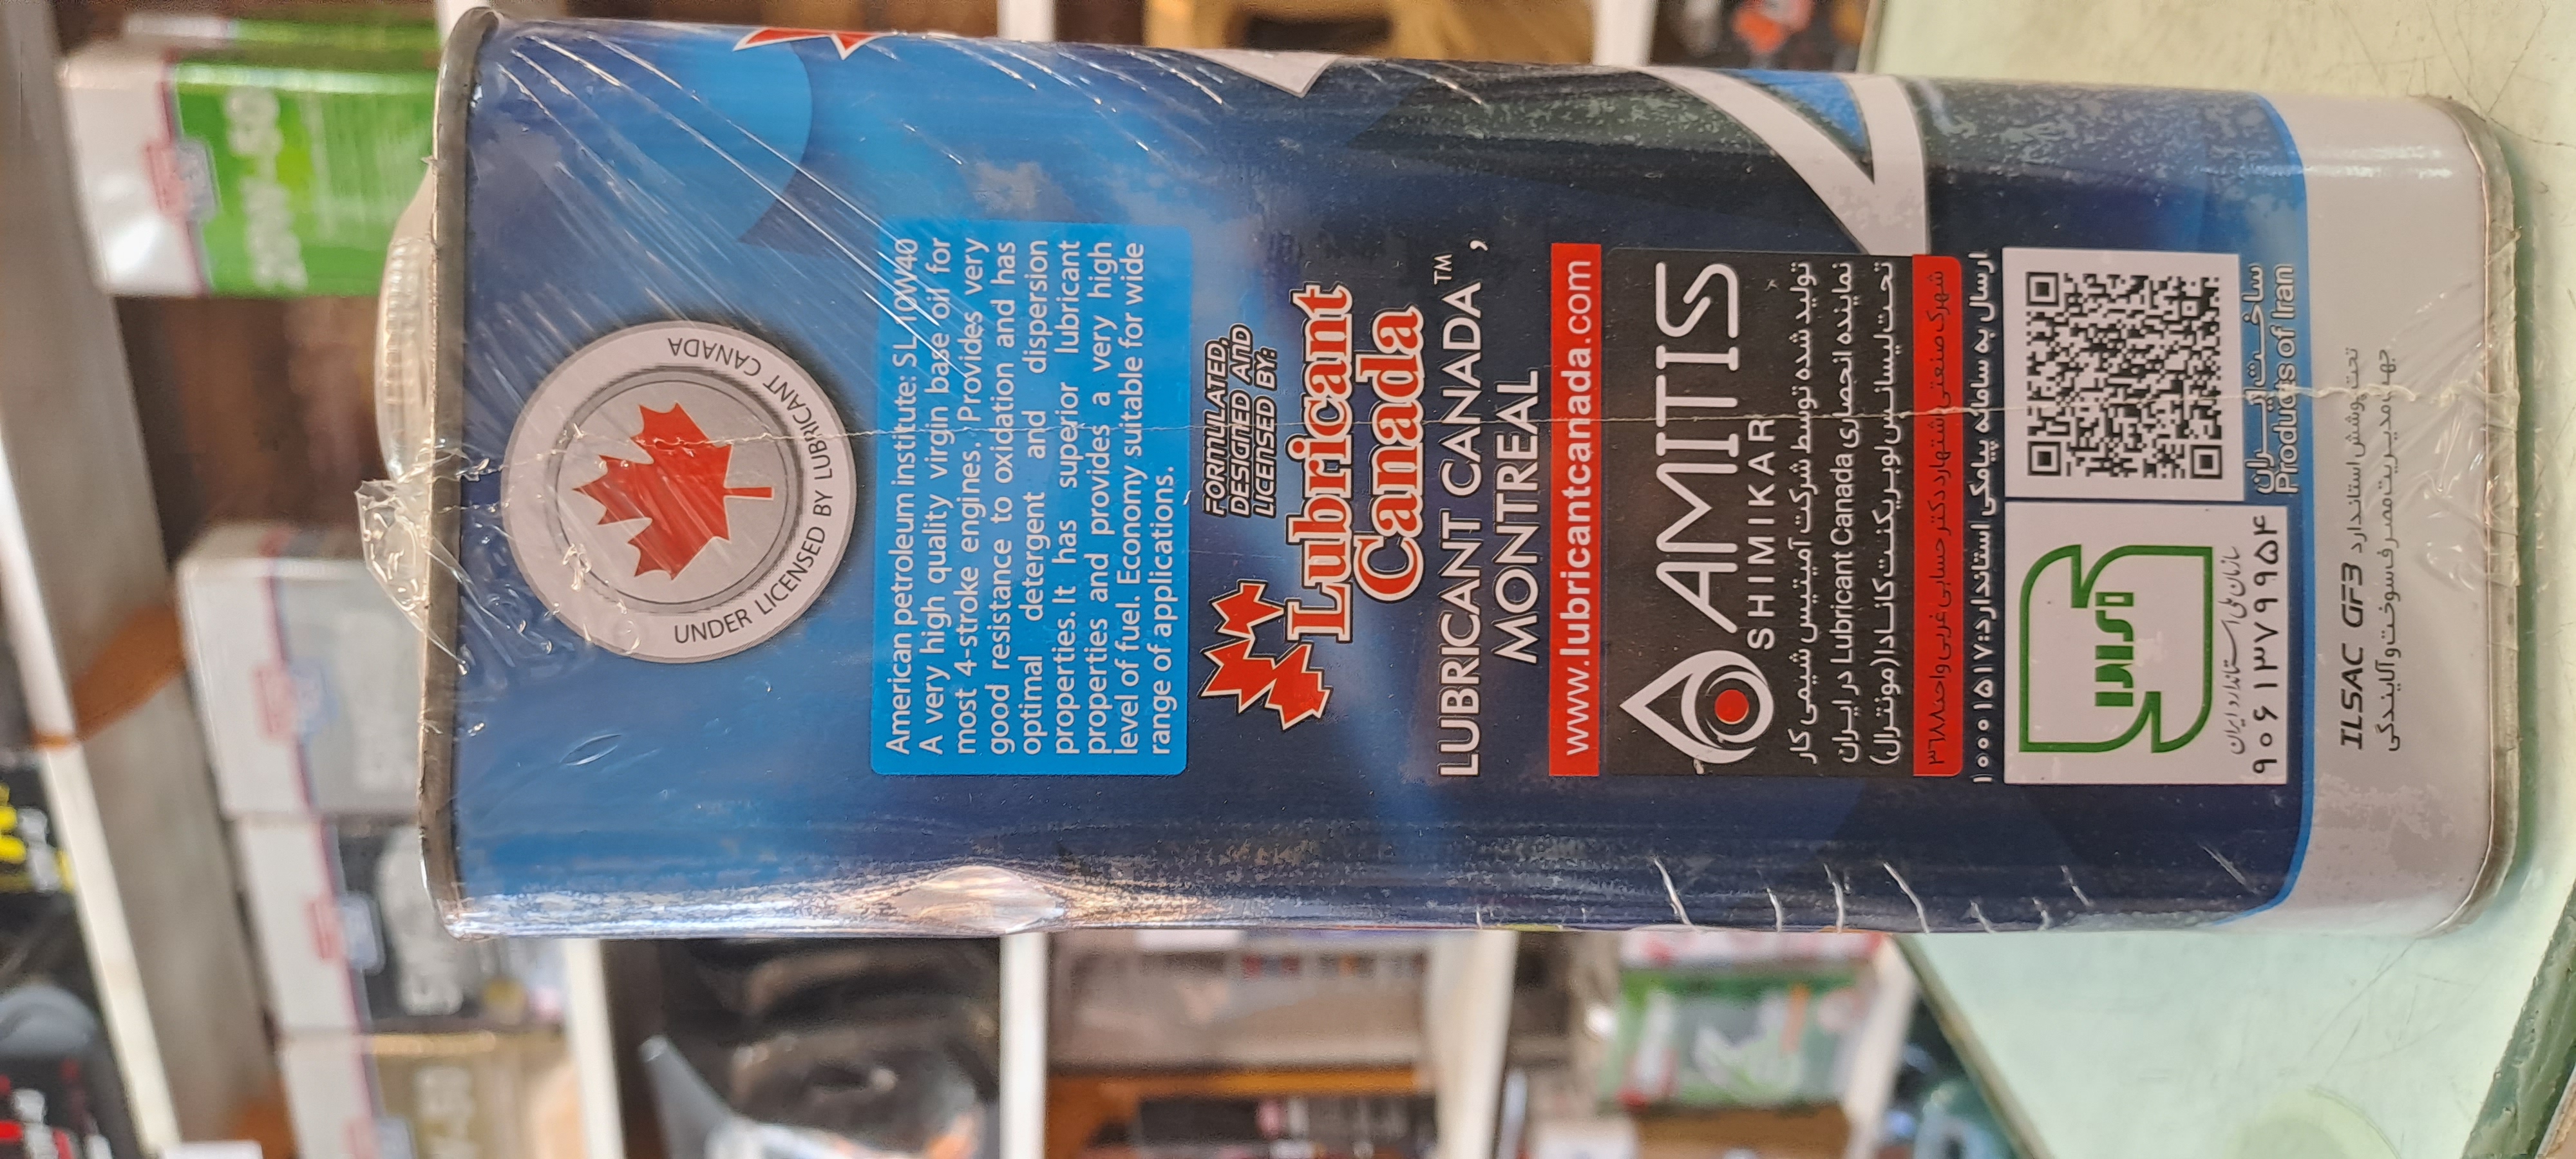 UNDER LICENSED BY LUBRICANT CANADA
American petroleum institute: SL 10W40
A very high quality virgin base oil for
most 4-stroke engines. Provides very
good resistance to oxidation and has
optimal detergent and dispersion
properties.It has superior lubricant
properties and provides a very high
level of fuel. Economy suitable for wide
range of applications.
FORMULATED,
DESIGNED AND
LICENSED BY:
Lubricant
Canada
LUBRICANT CANADA™,
MONTREAL
www.lubricantcanada.com
AMITIS
SHIMIKAR
تولید شده توسط شرکت آمیتیس شیمی کار
نماینده انحصاری Lubricant Canada در ایران
تحت لیسانس لوبریکنت کانادا (مونترال)
شهرک صنعتی اشتهارد دکتر حسابی غربی واحد ۳۶۸۸
ارسال به سامانه پیامکی استاندارد: ۱۰۰۰۱۵۱۷
سازمان ملی استاندارد ایران
۹۰۶۱۳۷۹۹۵۴
ساخت ایران
Products of Iran
تحت پوشش استاندارد ILSAC GF3
جهت مدیریت مصرف سوخت و آلایندگی